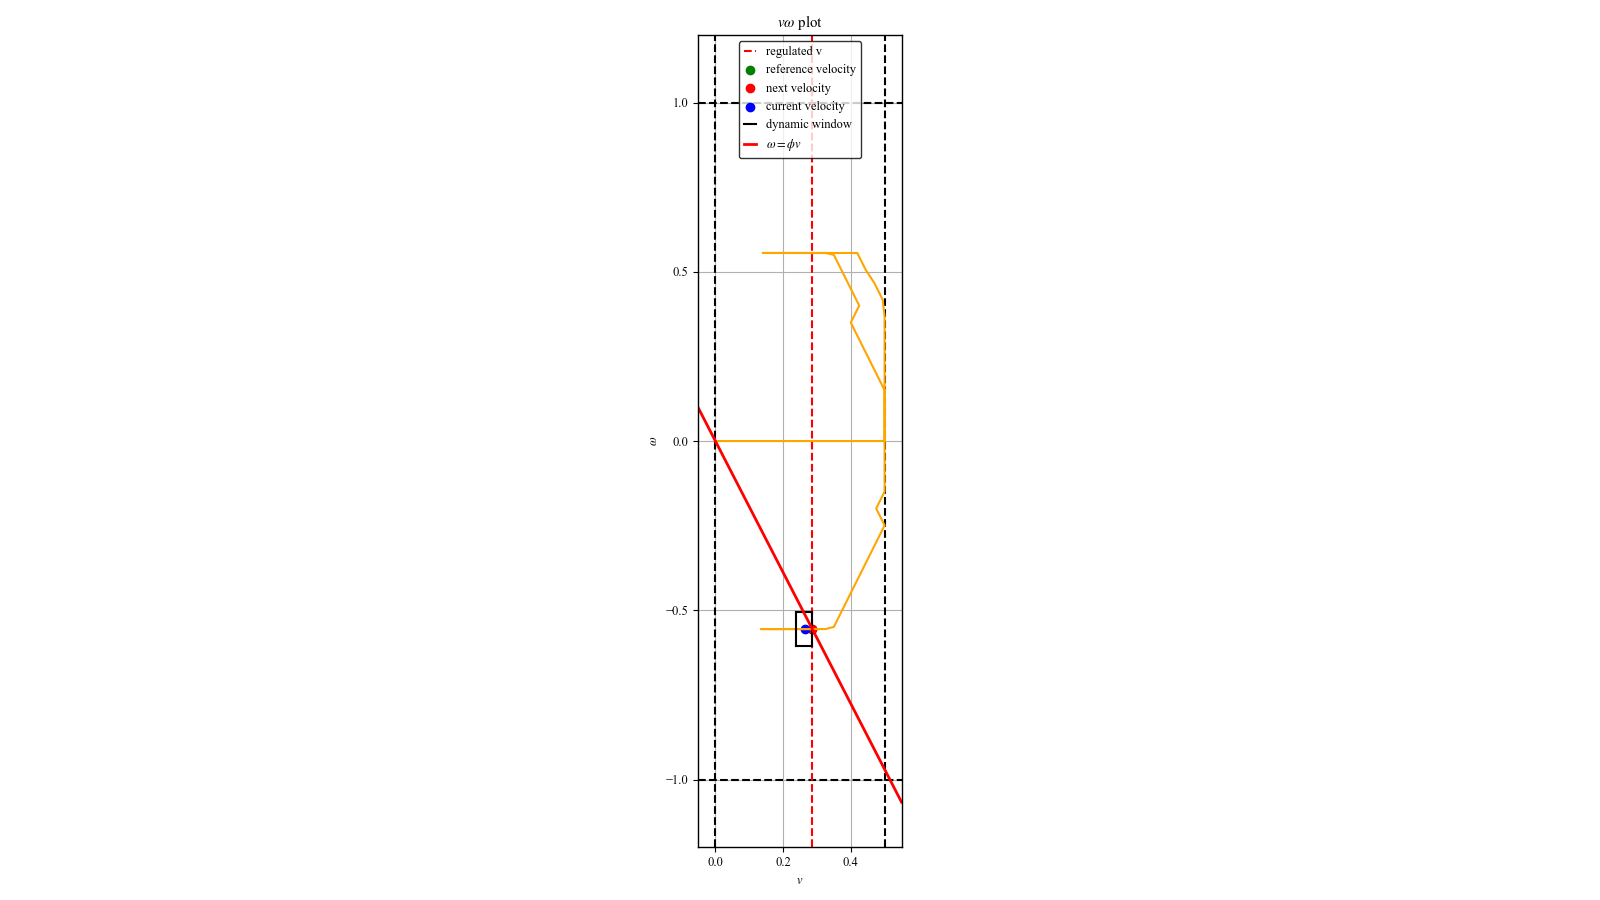 vω plot
regulated v
reference velocity
next velocity
current velocity
dynamic window
ω = ϕv
1.0
0.5
0.0
−0.5
−1.0
ω
0.0 0.2 0.4
v